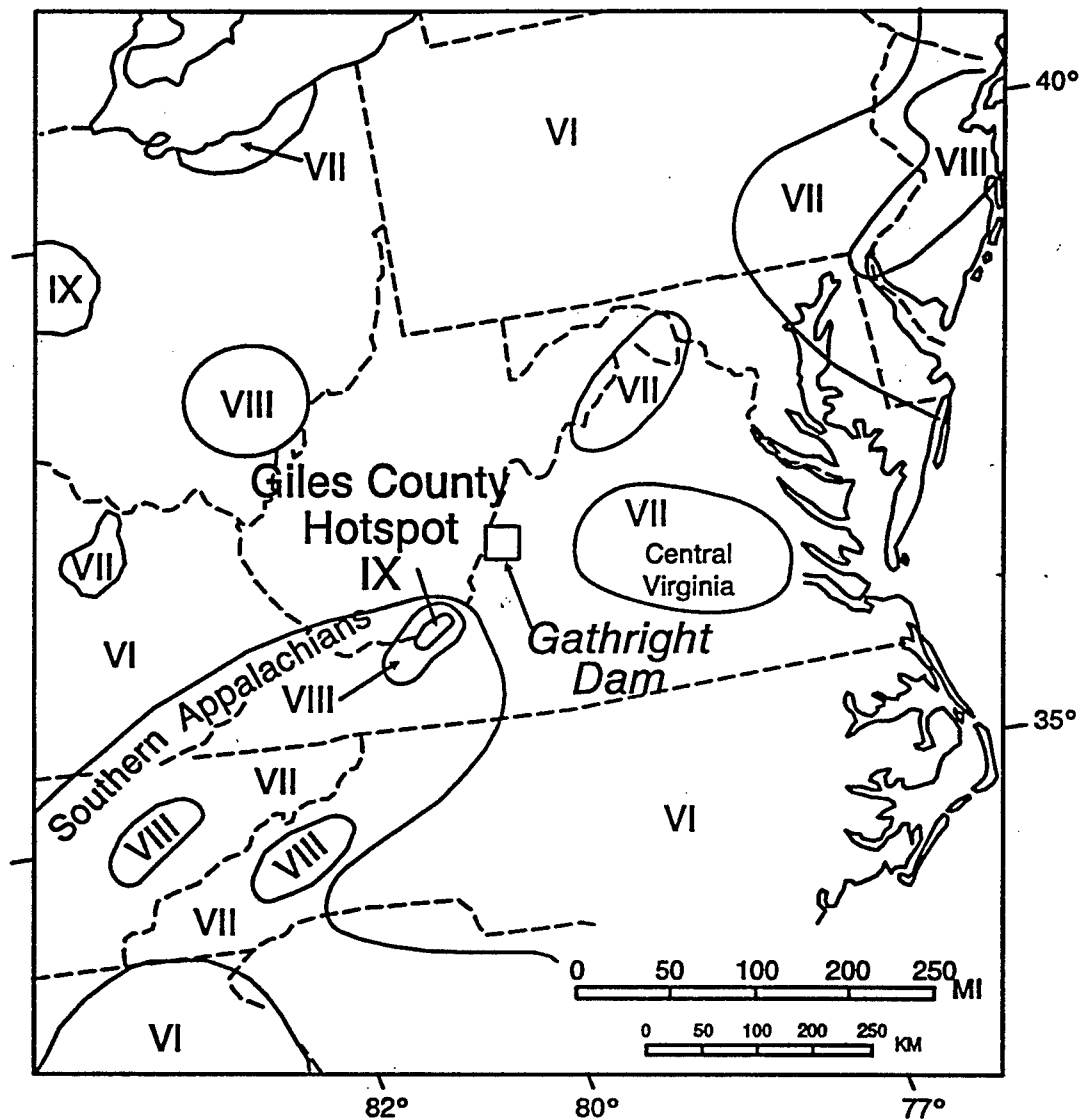 40°
VI
VIII
VII
VII
IX
VIII
VII
Giles County
Hotspot
IX
VII
Central
Virginia
VII
Gathright
Dam
VI
Southern Appalachians
VIII
35°
VII
VI
VIII
VIII
VII
0 50 100 200 250 MI
VI
0 50 100 200 250 KM
82° 80° 77°